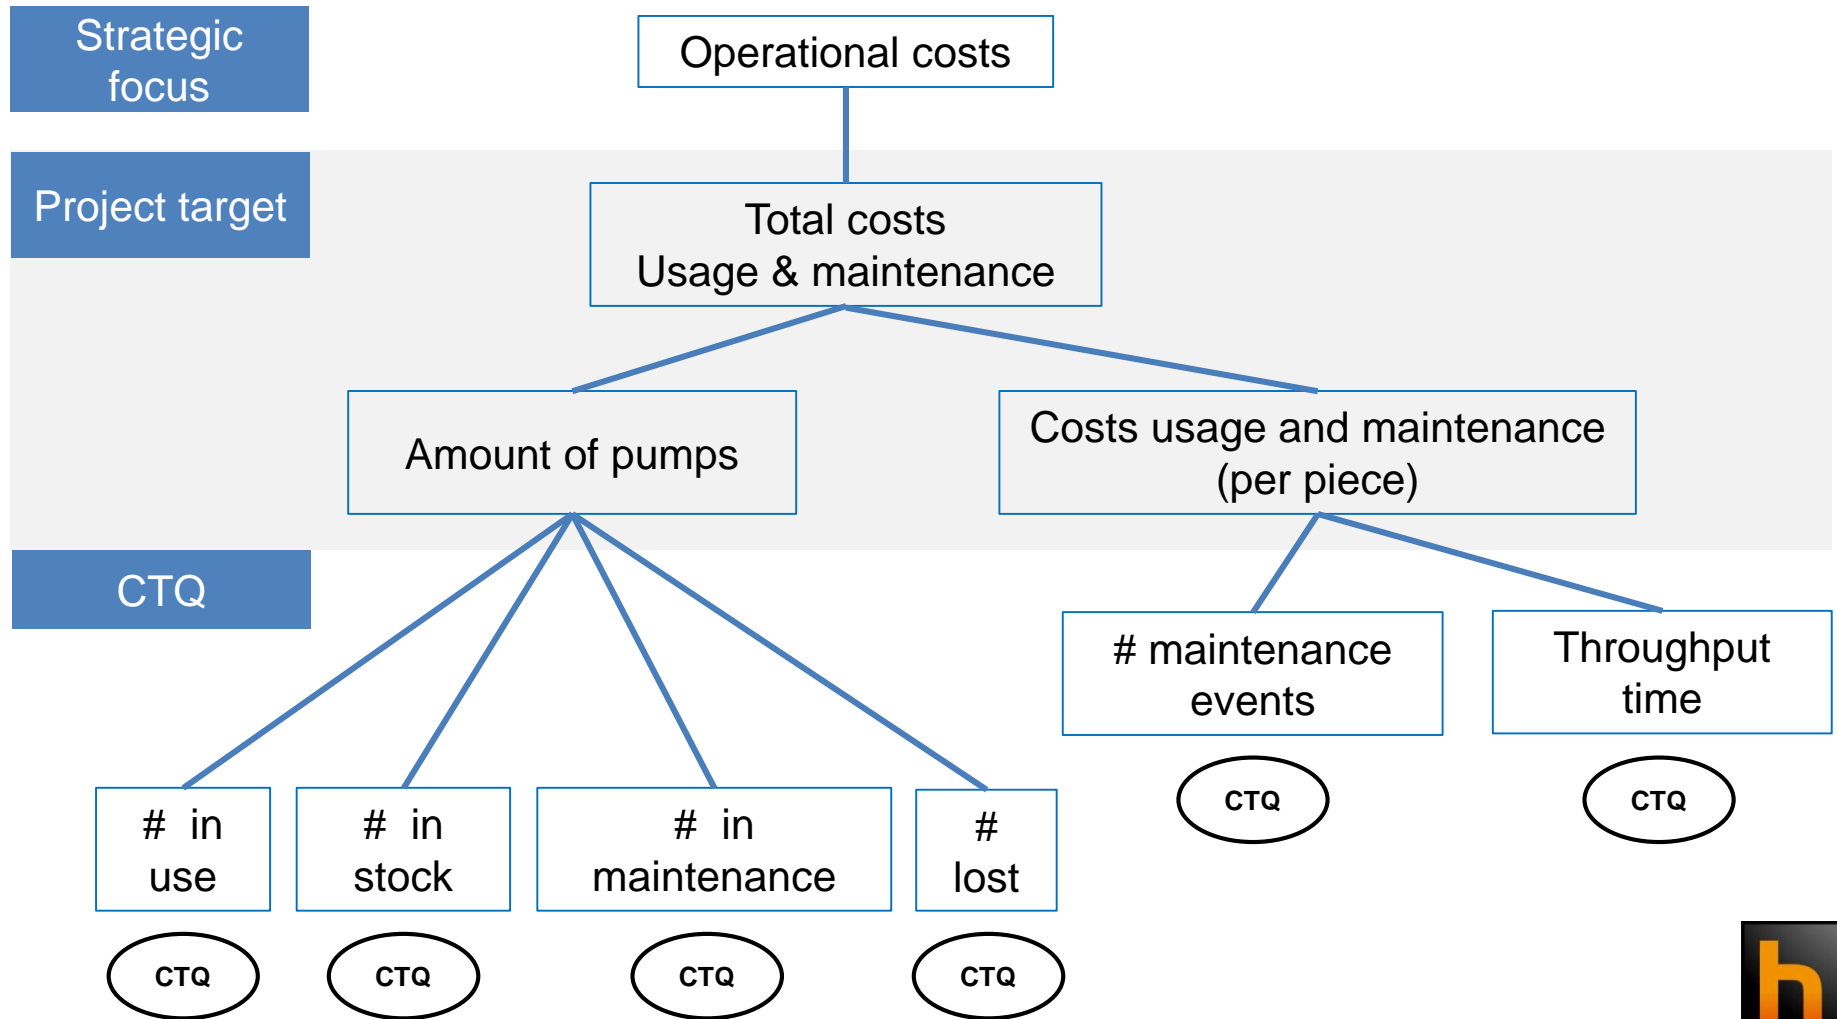 Strategic
focus
Operational costs
Project target
Total costs
Usage & maintenance
Amount of pumps
Costs usage and maintenance
(per piece)
CTQ
# maintenance
events
Throughput
time
CTQ
CTQ
# in
use
# in
stock
# in
maintenance
#
lost
CTQ
CTQ
CTQ
CTQ
h